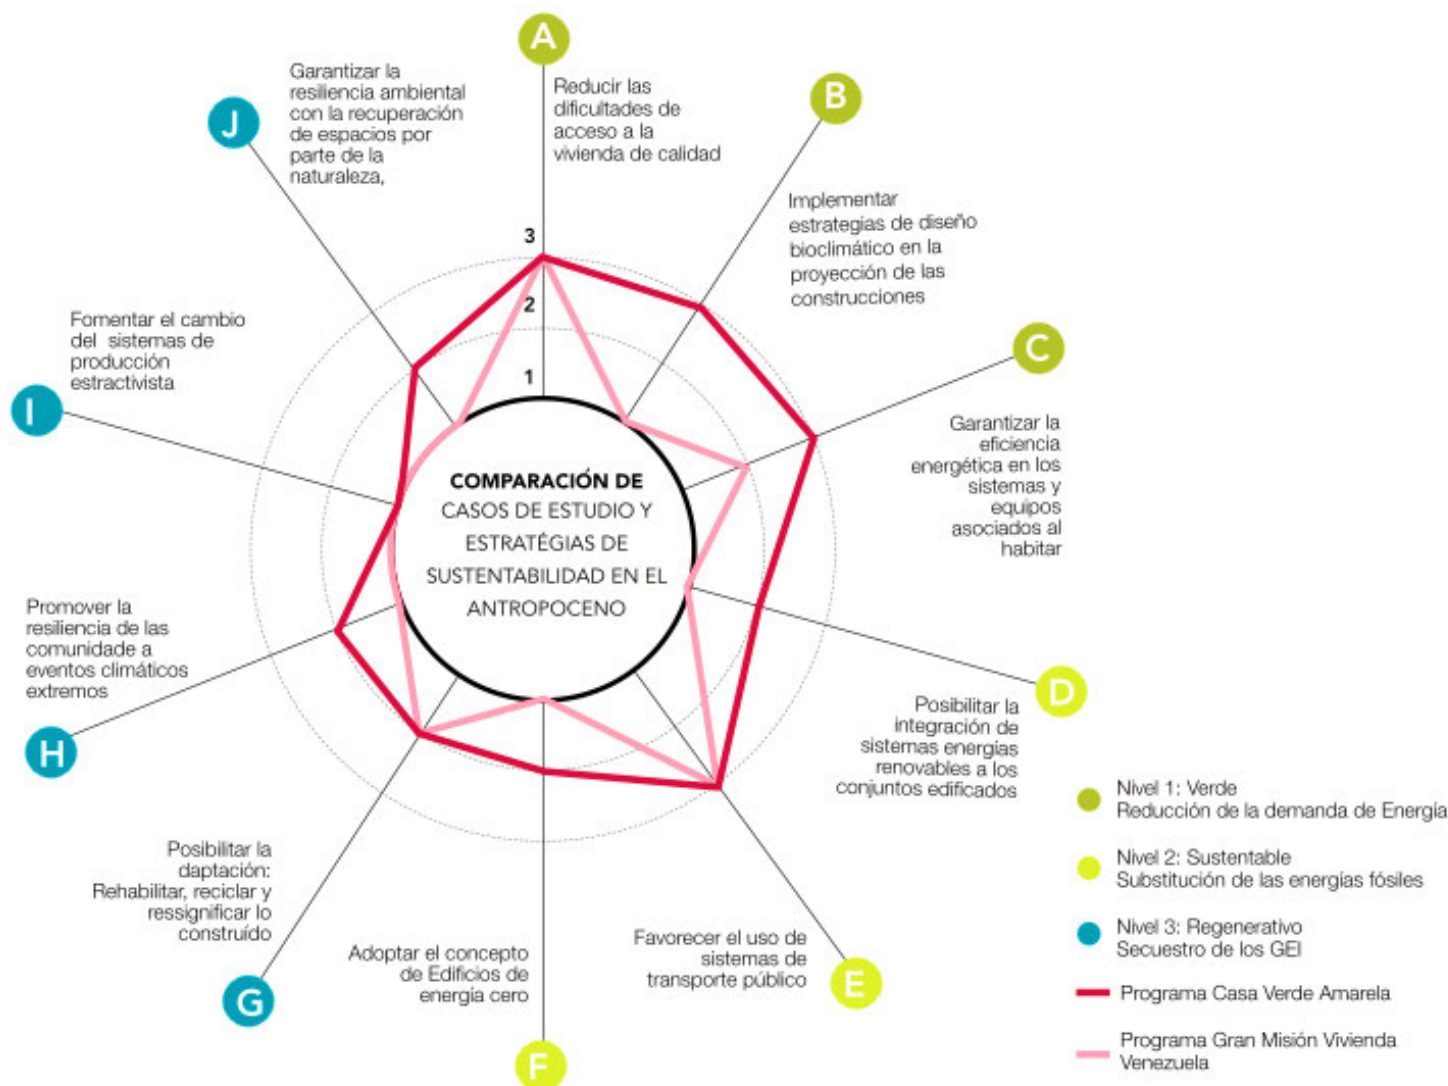 A
Reducir las
dificultades de
acceso a la
vivienda de calidad
B
Implementar
estrategias de diseño
bioclimático en la
proyección de las
construcciones
C
Garantizar la
eficiencia
energética en los
sistemas y
equipos
asociados al
habitar
D
Posibilitar la
integración de
sistemas energías
renovables a los
conjuntos edificados
E
Favorecer el uso de
sistemas de
transporte público
F
Adoptar el concepto
de Edificios de
energía cero
G
Posibilitar la
daptación:
Rehabilitar, reciclar y
ressignificar lo
construído
H
Promover la
resiliencia de las
comunidade a
eventos climáticos
extremos
I
Fomentar el cambio
del sistemas de
producción
estractivista
J
Garantizar la
resiliencia ambiental
con la recuperación
de espacios por
parte de la
naturaleza,
3
2
1
COMPARACIÓN DE
CASOS DE ESTUDIO Y
ESTRATÉGIAS DE
SUSTENTABILIDAD EN EL
ANTROPOCENO
Nivel 1: Verde
Reducción de la demanda de Energía
Nivel 2: Sustentable
Substitución de las energías fósiles
Nivel 3: Regenerativo
Secuestro de los GEI
Programa Casa Verde Amarela
Programa Gran Misión Vivienda
Venezuela